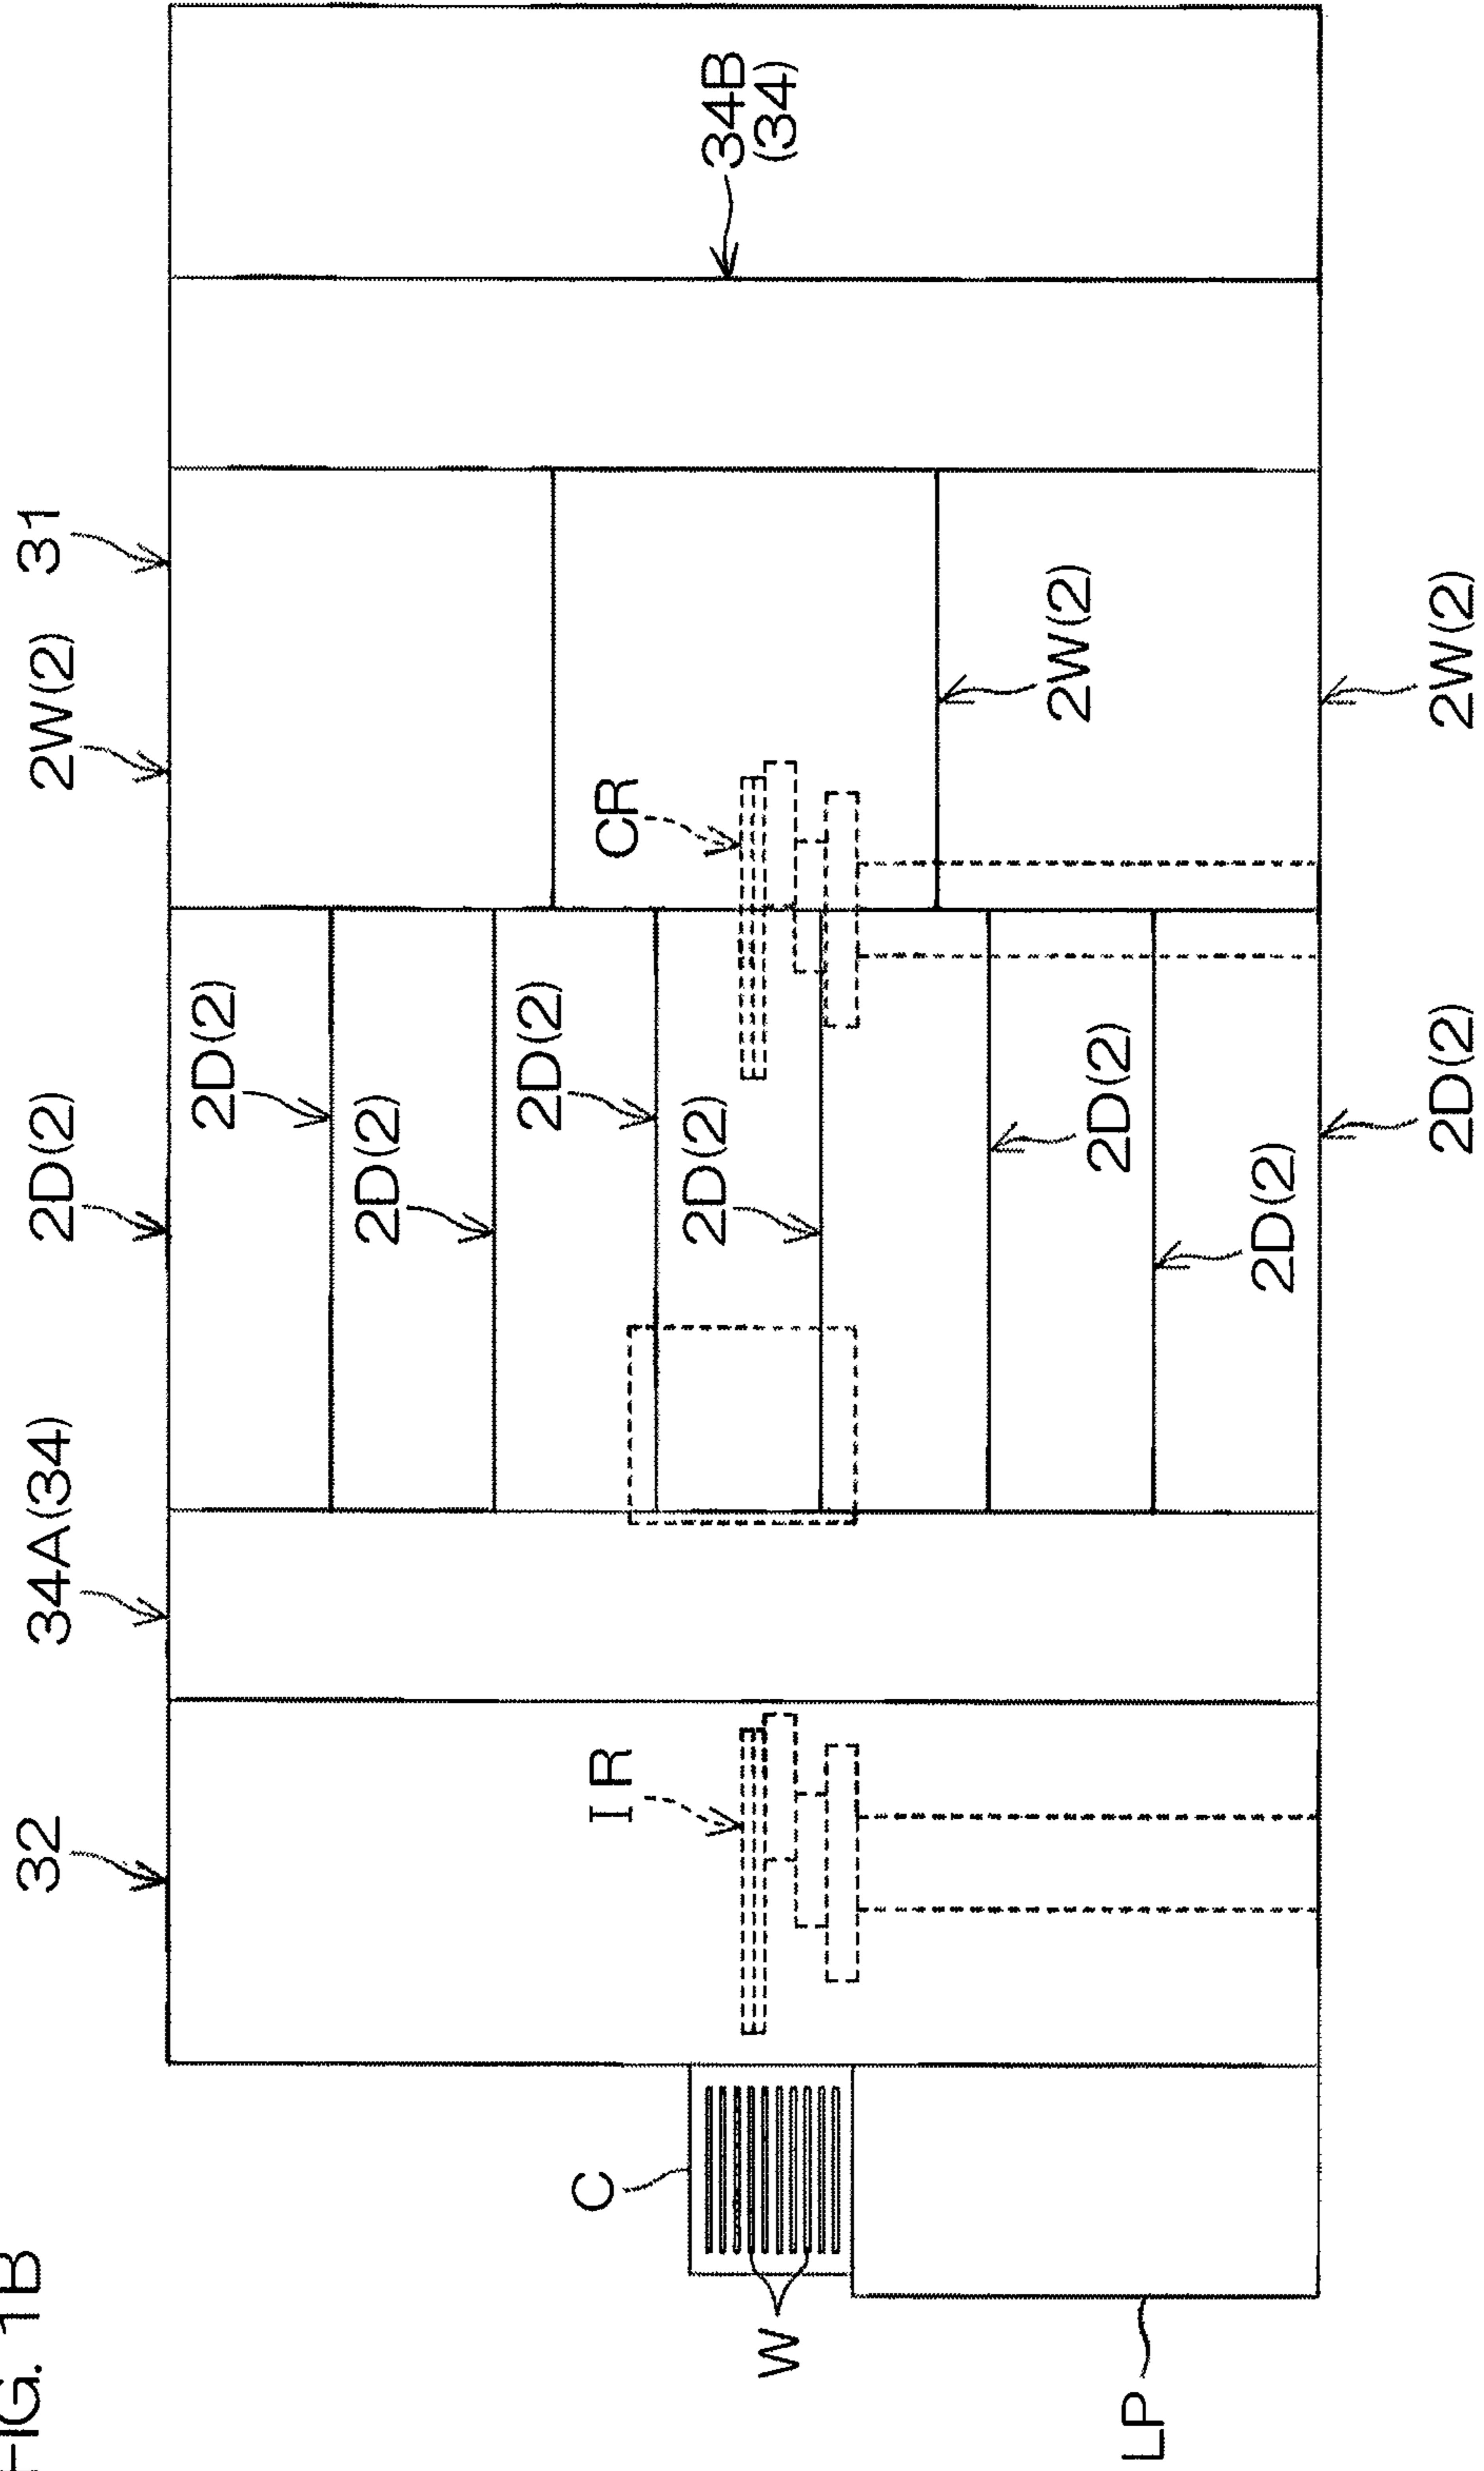 FIG. 1B
32
34A(34)
2D(2)
2W(2)
31
2D(2)
2D(2)
2D(2)
C
IR
CR
2D(2)
34B
(34)
W
2W(2)
2D(2)
LP
2D(2)
2D(2)
2W(2)